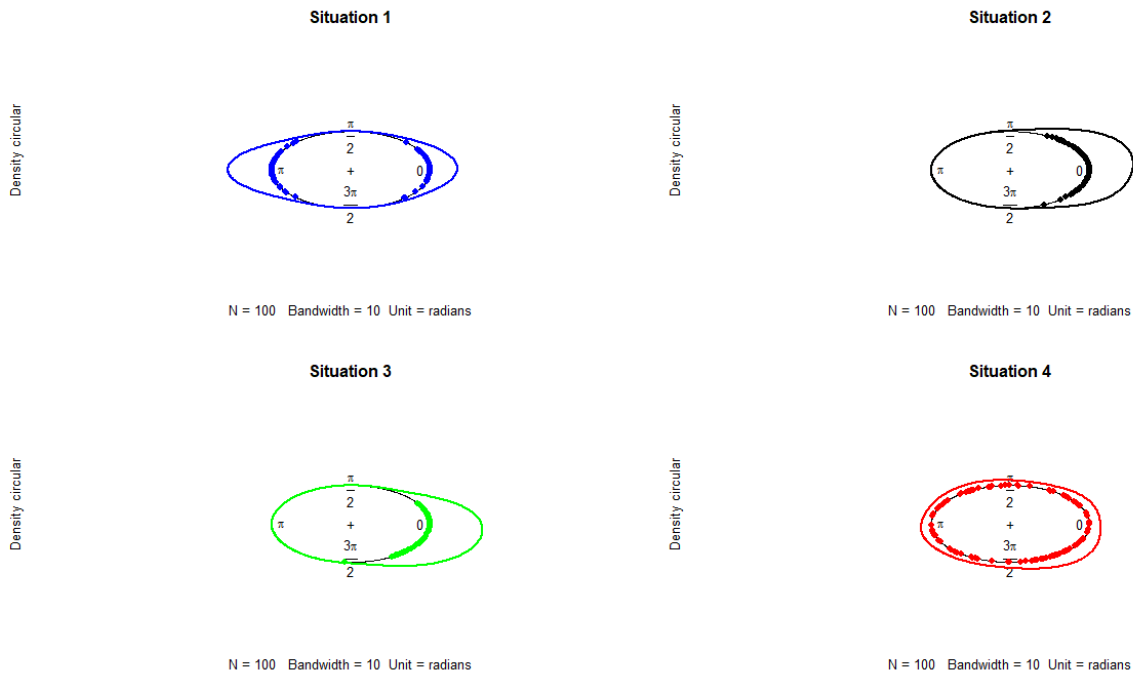 Situation 1
Density circular
π
2
π
+
0
3π
2
N = 100 Bandwidth = 10 Unit = radians
Situation 2
Density circular
π
2
π
+
0
3π
2
N = 100 Bandwidth = 10 Unit = radians
Situation 3
Density circular
π
2
π
+
0
3π
2
N = 100 Bandwidth = 10 Unit = radians
Situation 4
Density circular
π
2
π
+
0
3π
2
N = 100 Bandwidth = 10 Unit = radians